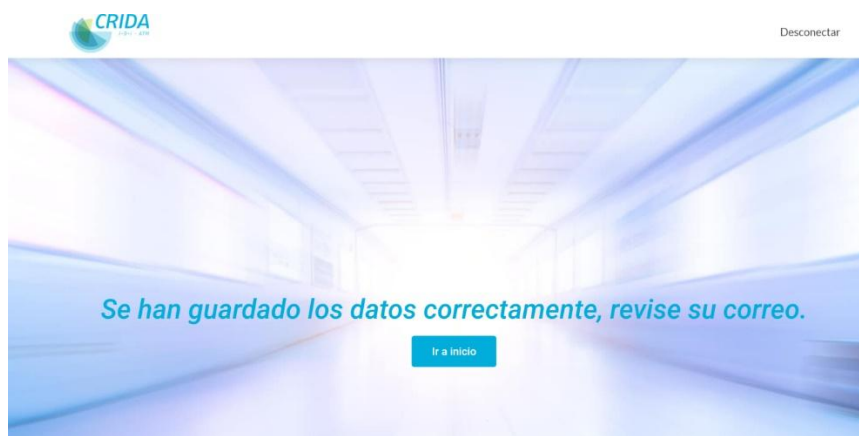 CRIDA
Desconectar
Se han guardado los datos correctamente, revise su correo.
Ir a inicio